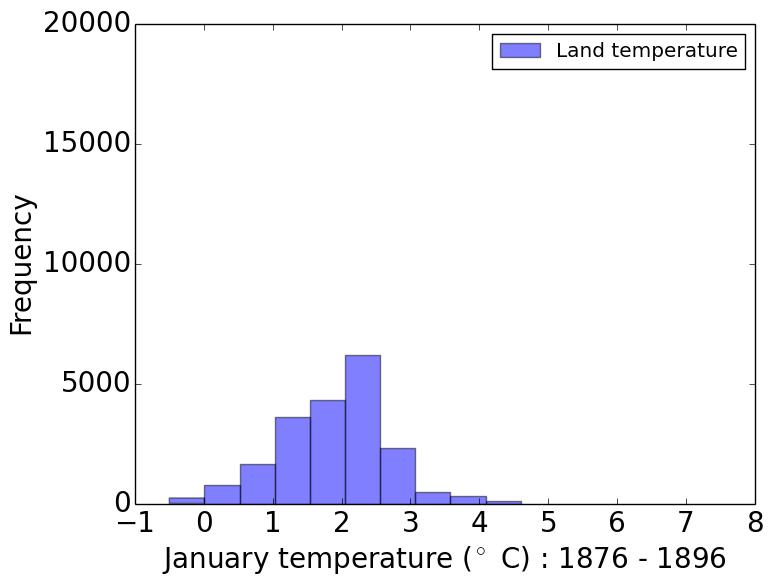 20000
15000
10000
5000
0
Frequency
Land temperature
−1 0 1 2 3 4 5 6 7 8
January temperature (° C) : 1876 - 1896